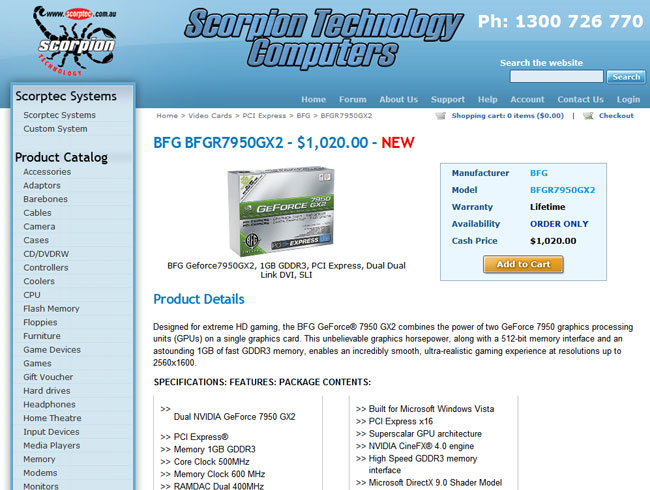 www.scorptec.com.au
scorpion
TECHNOLOGY
Scorpion Technology
Computers
Ph: 1300 726 770
Search the website
Search
Home Forum About Us Support Help Account Contact Us Login
Home > Video Cards > PCI Express > BFG > BFGR7950GX2
Shopping cart: 0 items ($0.00) | Checkout
Scorptec Systems
Scorptec Systems
Custom System
Product Catalog
Accessories
Adaptors
Barebones
Cables
Camera
Cases
CD/DVDRW
Controllers
Coolers
CPU
Flash Memory
Floppies
Furniture
Game Devices
Games
Gift Voucher
Hard drives
Headphones
Home Theatre
Input Devices
Media Players
Memory
Modems
Monitors
BFG BFGR7950GX2 - $1,020.00 - NEW
GEFORCE 7950
GX2
PCI EXPRESS
BFG Geforce7950GX2, 1GB GDDR3, PCI Express, Dual Dual
Link DVI, SLI
Manufacturer BFG
Model BFGR7950GX2
Warranty Lifetime
Availability ORDER ONLY
Cash Price $1,020.00
Add to Cart
Product Details
Designed for extreme HD gaming, the BFG GeForce® 7950 GX2 combines the power of two GeForce 7950 graphics processing
units (GPUs) on a single graphics card. This unbelievable graphics horsepower, along with a 512-bit memory interface and an
astounding 1GB of fast GDDR3 memory, enables an incredibly smooth, ultra-realistic gaming experience at resolutions up to
2560x1600.
SPECIFICATIONS: FEATURES: PACKAGE CONTENTS:
>>
Dual NVIDIA GeForce 7950 GX2
>> PCI Express®
>> Memory 1GB GDDR3
>> Core Clock 500MHz
>> Memory Clock 600 MHz
>> RAMDAC Dual 400MHz
>> Built for Microsoft Windows Vista
>> PCI Express x16
>> Superscalar GPU architecture
>> NVIDIA CineFX® 4.0 engine
>> High Speed GDDR3 memory
interface
>> Microsoft DirectX 9.0 Shader Model